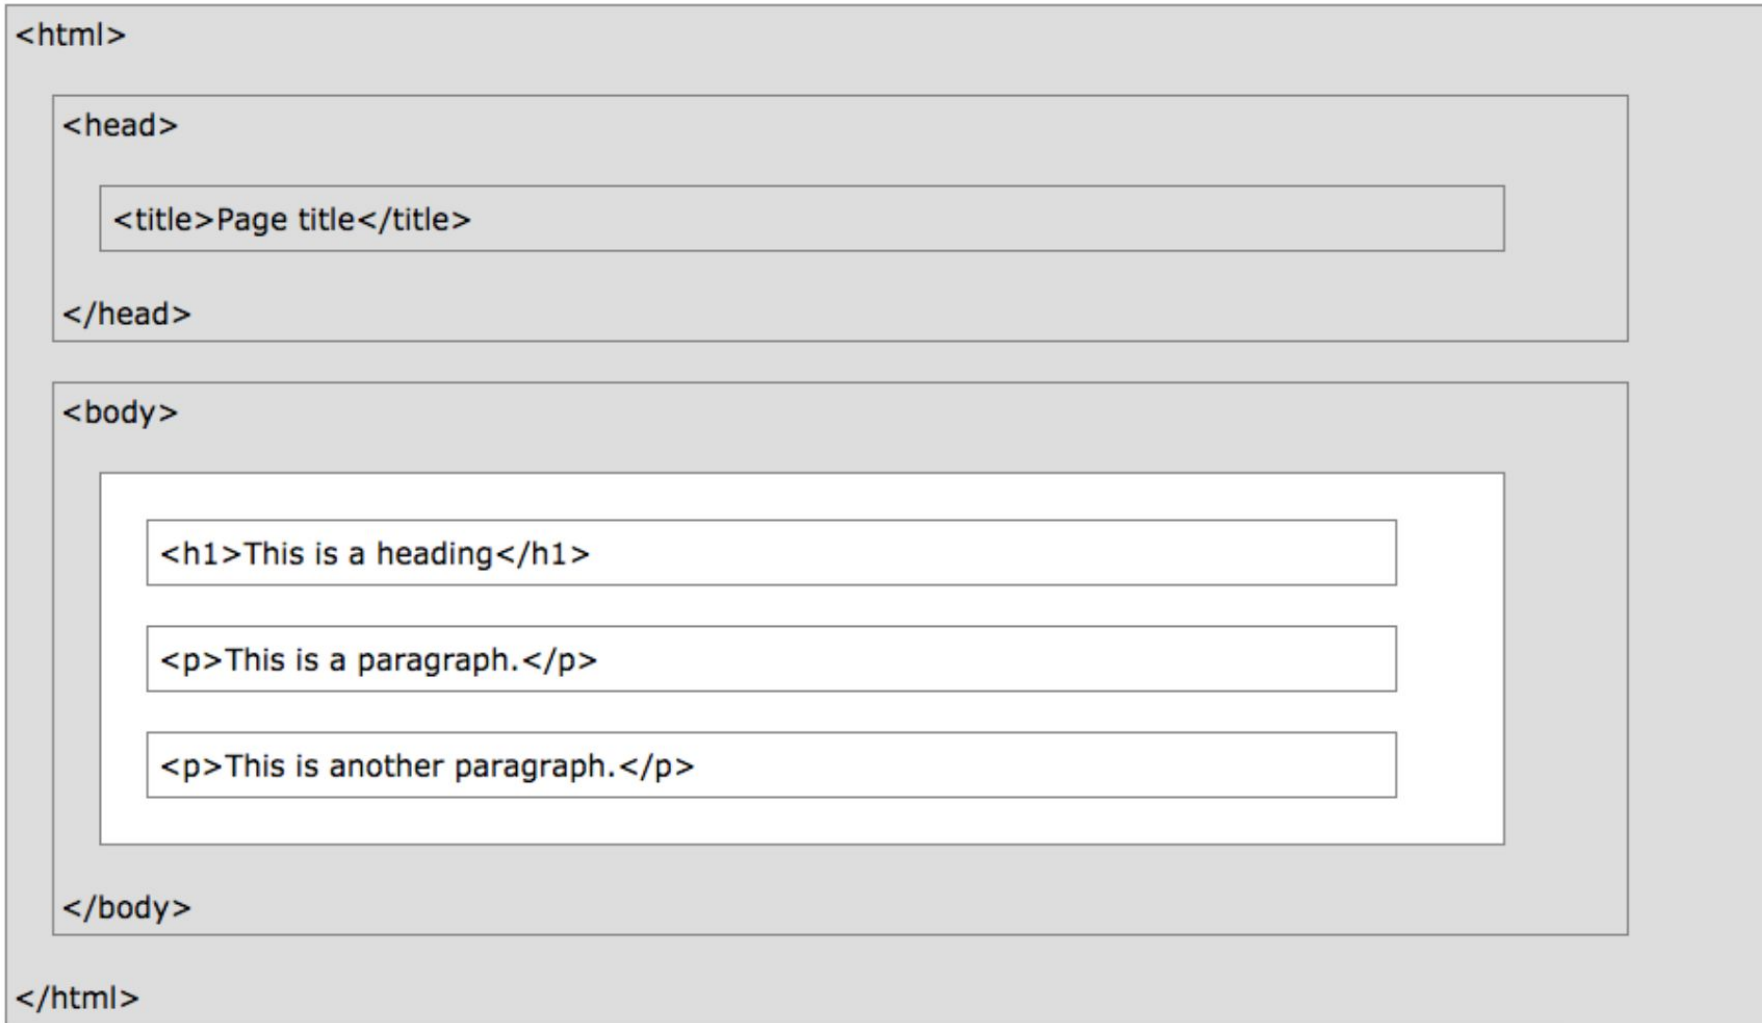 <html>
<head>
<title>Page title</title>
</head>
<body>
<h1>This is a heading</h1>
<p>This is a paragraph.</p>
<p>This is another paragraph.</p>
</body>
</html>